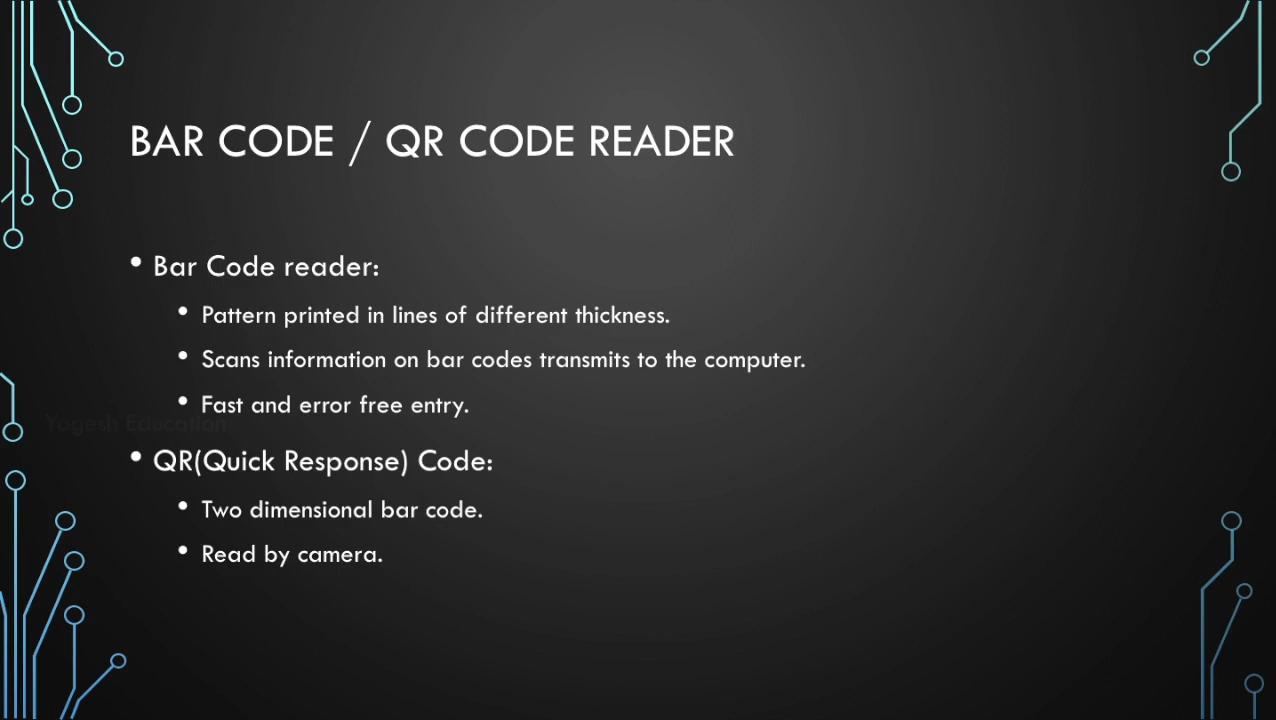 BAR CODE / QR CODE READER
• Bar Code reader:
• Pattern printed in lines of different thickness.
• Scans information on bar codes transmits to the computer.
• Fast and error free entry.
Yogesh Education
• QR(Quick Response) Code:
• Two dimensional bar code.
• Read by camera.